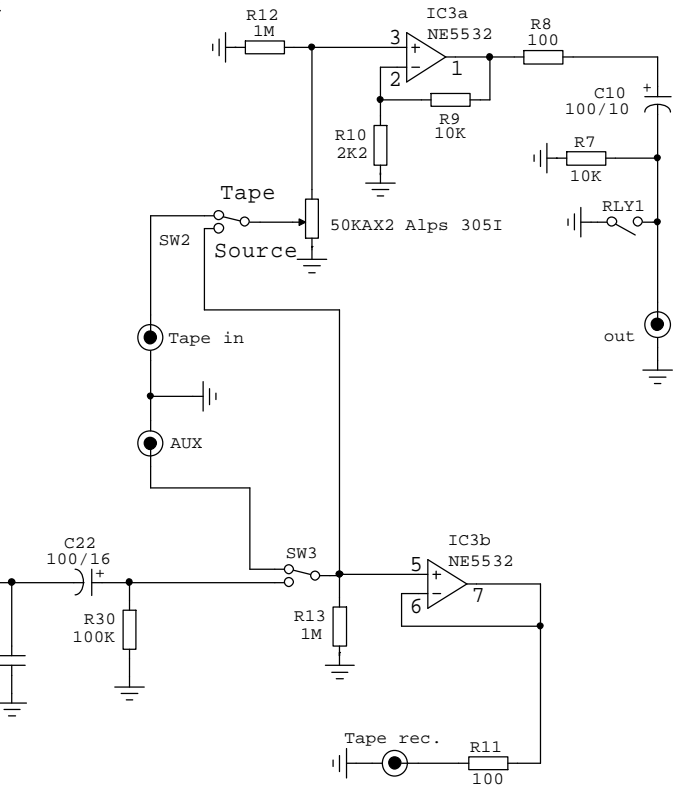 R12
1M
IC3a
NE5532
3
2
1
R8
100
C10
100/10
R9
10K
R10
2K2
R7
10K
Tape
SW2
Source
50KAX2 Alps 305I
RLY1
Tape in
out
AUX
C22
100/16
R30
100K
SW3
R13
1M
IC3b
NE5532
5
6
7
Tape rec.
R11
100